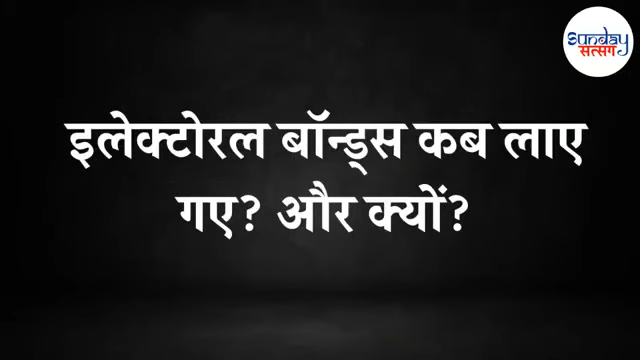 sunday
सत्संग
इलेक्टोरल बॉन्ड्स कब लाए
गए? और क्यों?